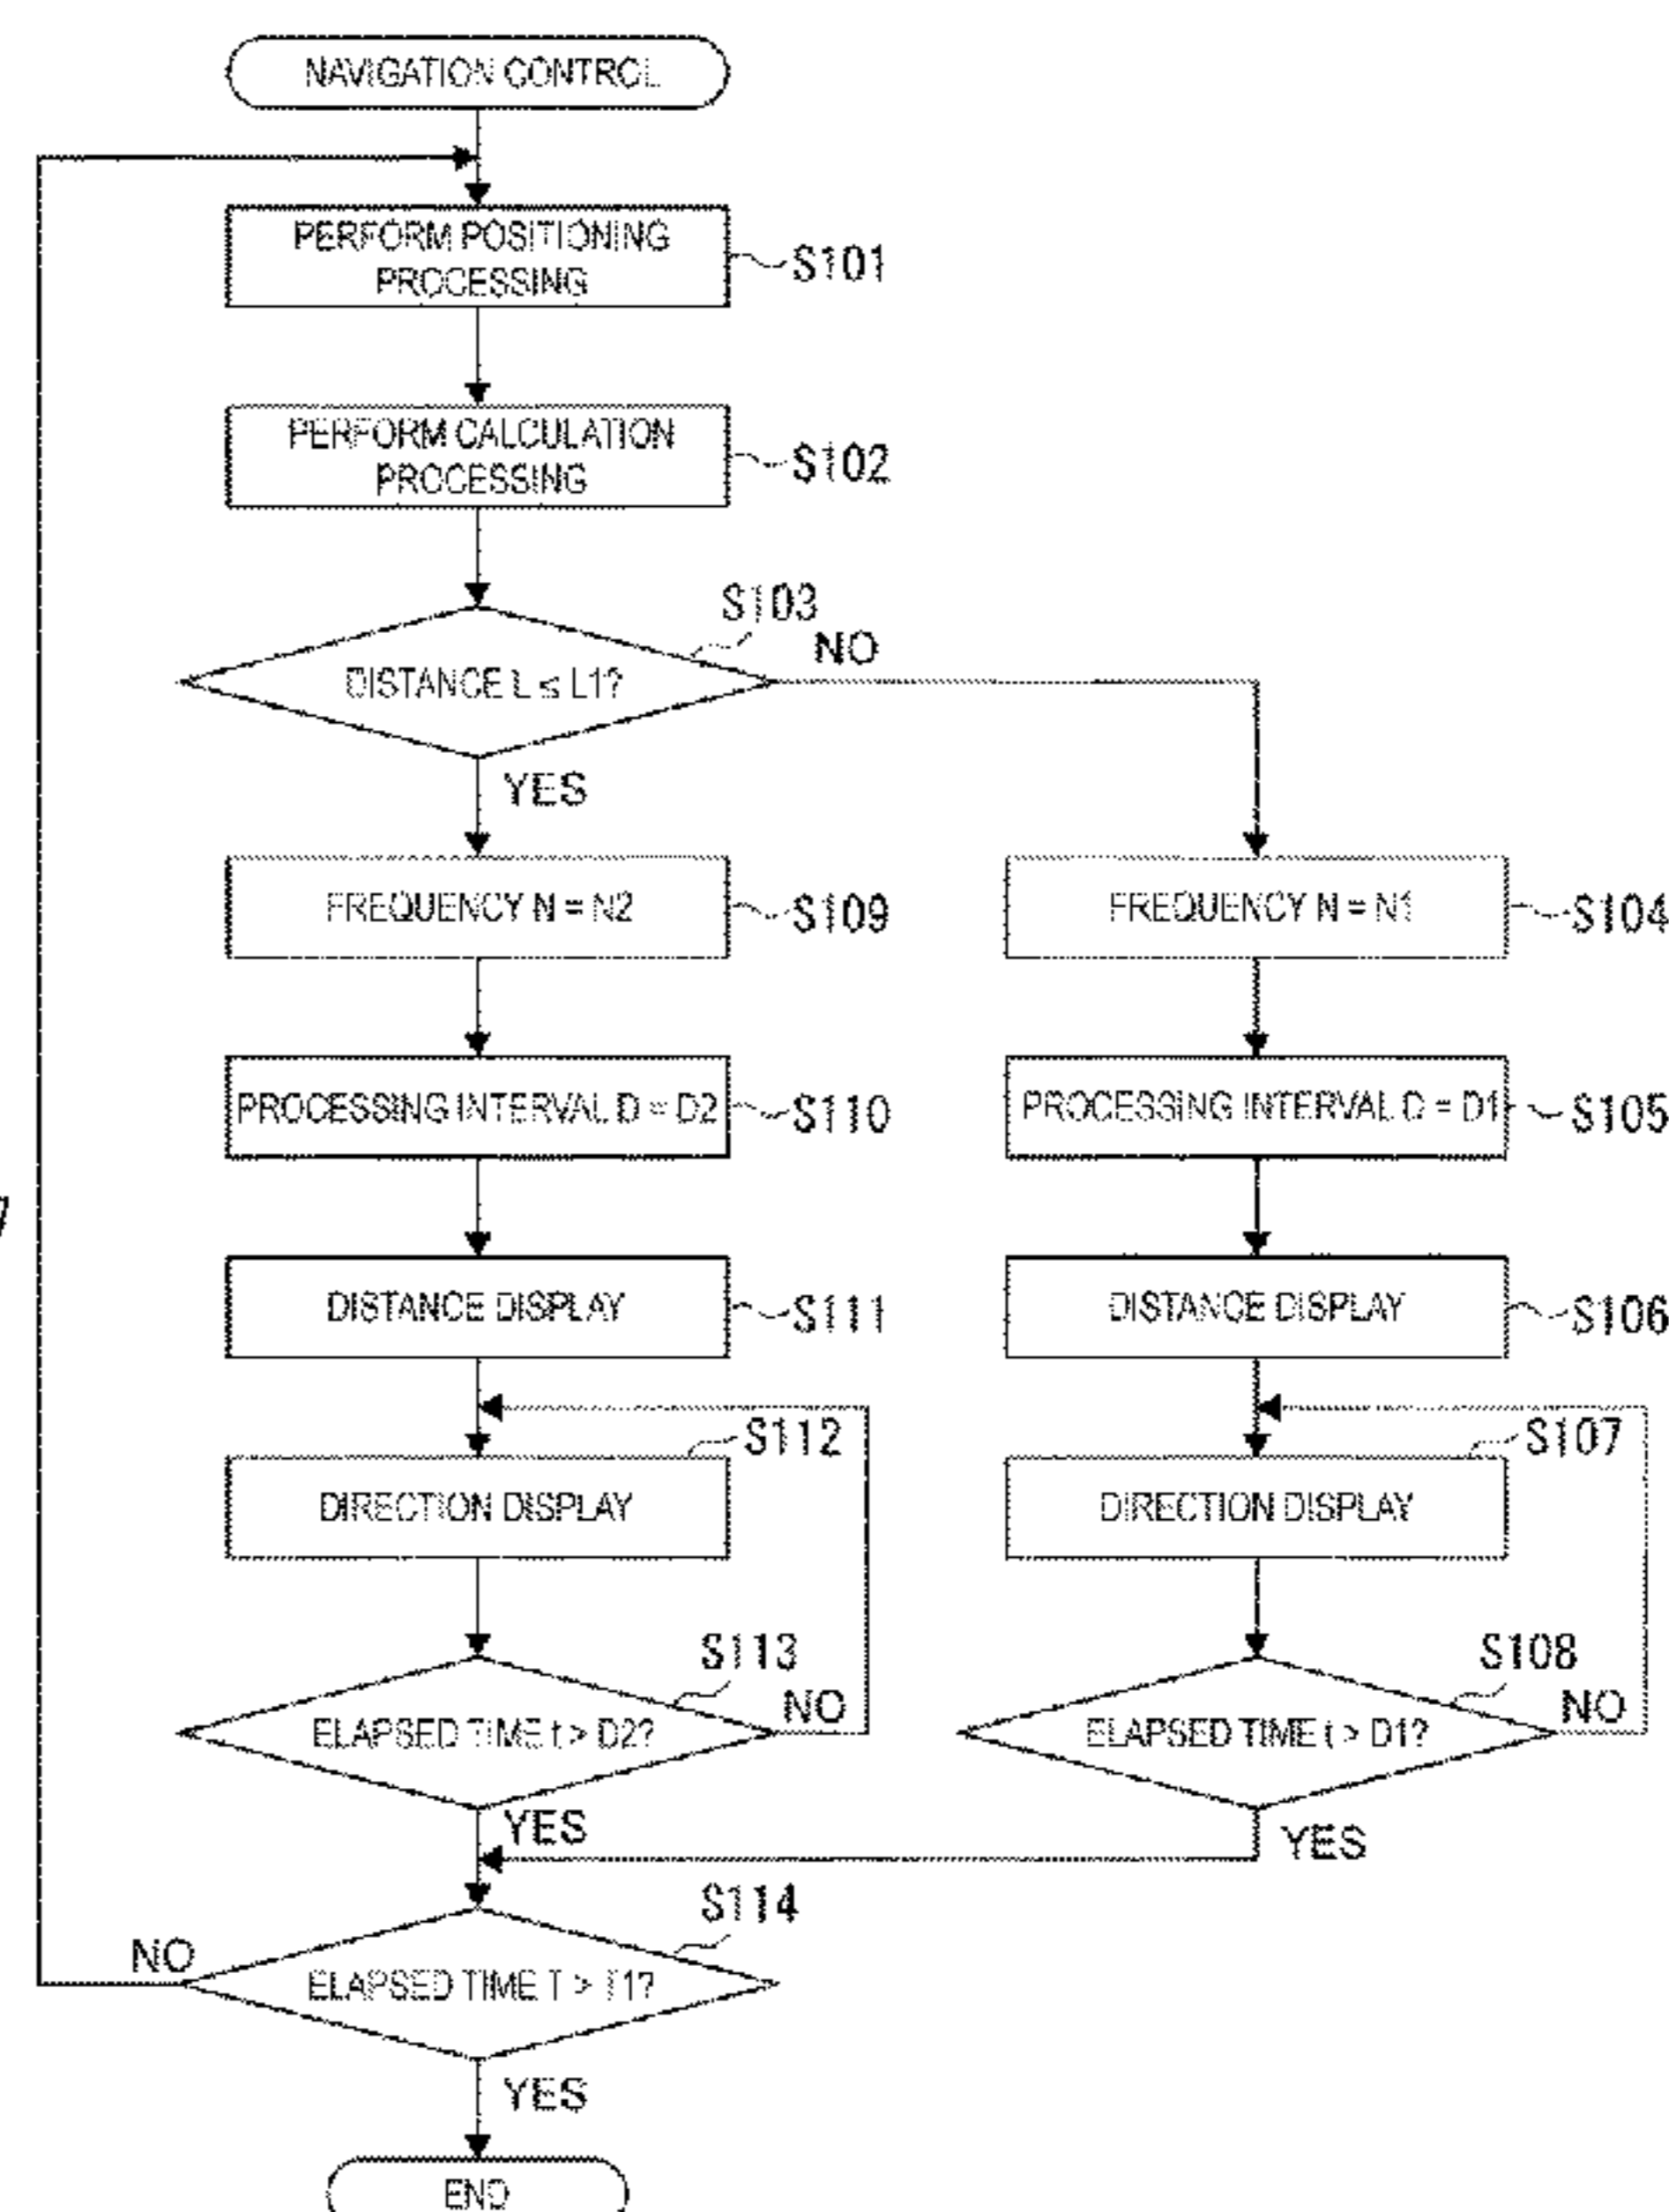 NAVIGATION CONTROL
PERFORM POSITIONING
PROCESSING
S101
PERFORM CALCULATION
PROCESSING
S102
S103
DISTANCE L ≤ L1?
NO
YES
FREQUENCY N = N2
S109
FREQUENCY N = N1
S104
PROCESSING INTERVAL D = D2
S110
PROCESSING INTERVAL D = D1
S105
DISTANCE DISPLAY
S111
DISTANCE DISPLAY
S106
S112
DIRECTION DISPLAY
S107
DIRECTION DISPLAY
S113
ELAPSED TIME t > D2?
NO
YES
S108
ELAPSED TIME t > D1?
NO
YES
S114
ELAPSED TIME T > T1?
NO
YES
END